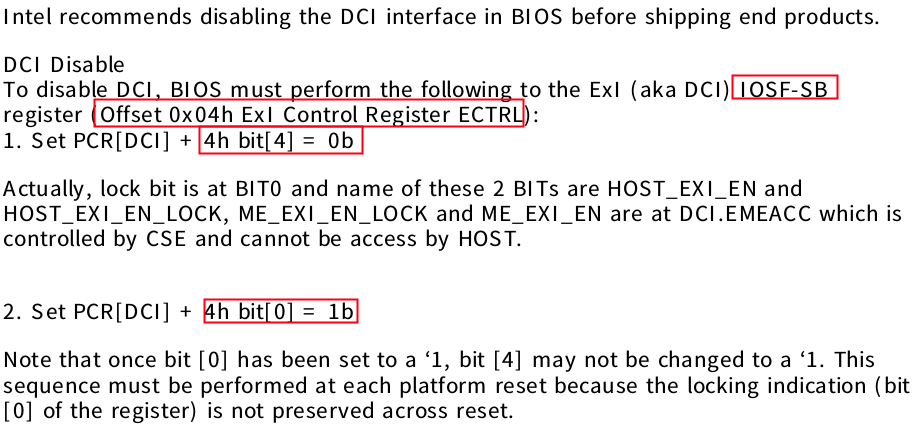 Intel recommends disabling the DCI interface in BIOS before shipping end products.
DCI Disable
To disable DCI, BIOS must perform the following to the ExI (aka DCI) IOSF-SB
register (Offset 0x04h ExI Control Register ECTRL):
1. Set PCR[DCI] + 4h bit[4] = 0b
Actually, lock bit is at BIT0 and name of these 2 BITs are HOST_EXI_EN and
HOST_EXI_EN_LOCK, ME_EXI_EN_LOCK and ME_EXI_EN are at DCI.EMEACC which is
controlled by CSE and cannot be access by HOST.
2. Set PCR[DCI] + 4h bit[0] = 1b
Note that once bit [0] has been set to a ‘1, bit [4] may not be changed to a ‘1. This
sequence must be performed at each platform reset because the locking indication (bit
[0] of the register) is not preserved across reset.